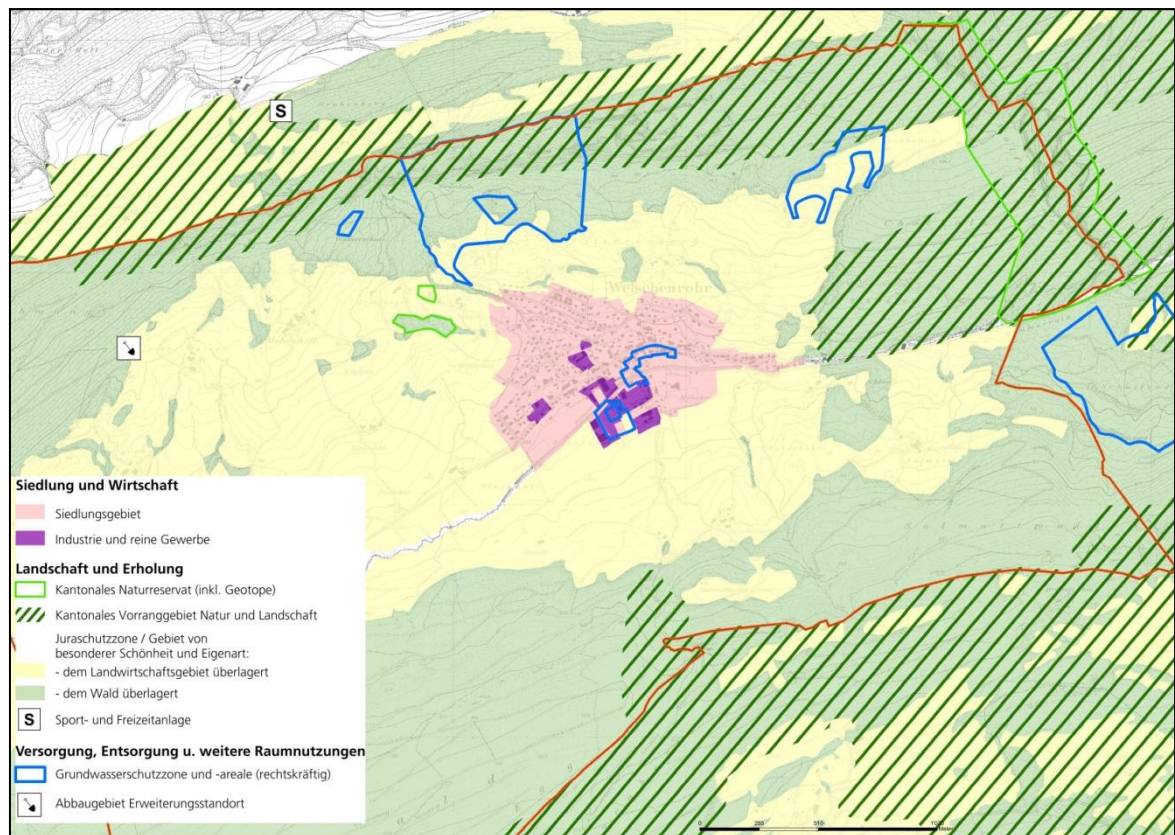 S
Welschenrohr
Siedlung und Wirtschaft
Siedlungsgebiet
Industrie und reine Gewerbe
Landschaft und Erholung
Kantonales Naturreservat (inkl. Geotope)
Kantonales Vorranggebiet Natur und Landschaft
Juraschutzzone / Gebiet von
besonderer Schönheit und Eigenart:
- dem Landwirtschaftsgebiet überlagert
- dem Wald überlagert
S
Sport- und Freizeitanlage
Versorgung, Entsorgung u. weitere Raumnutzungen
Grundwasserschutzzone und -areale (rechtskräftig)
Abbaugebiet Erweiterungsstandort